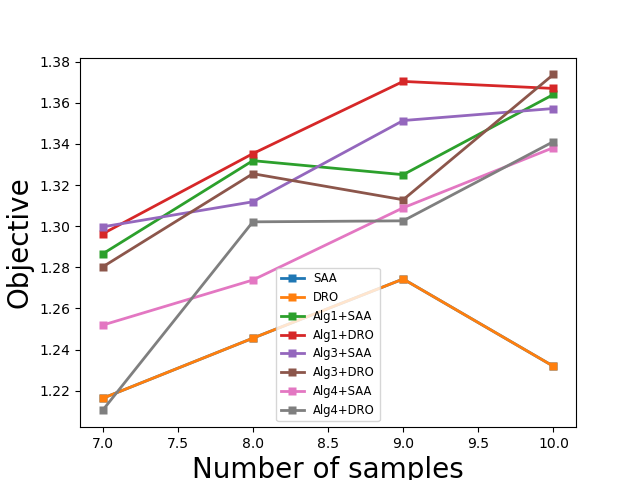 1.38
1.36
1.34
1.32
1.30
1.28
1.26
1.24
1.22
Objective
SAA
DRO
Alg1+SAA
Alg1+DRO
Alg3+SAA
Alg3+DRO
Alg4+SAA
Alg4+DRO
7.0 7.5 8.0 8.5 9.0 9.5 10.0
Number of samples